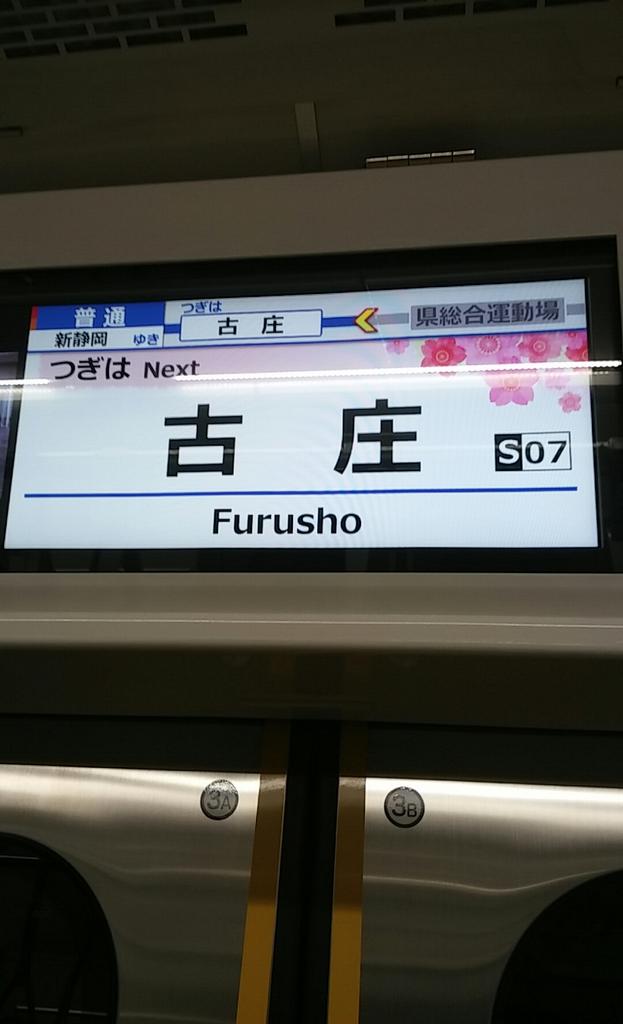 普通
つぎは
古庄
県総合運動場
新静岡 ゆき
つぎは Next
古庄
S07
Furusho
3A
3B